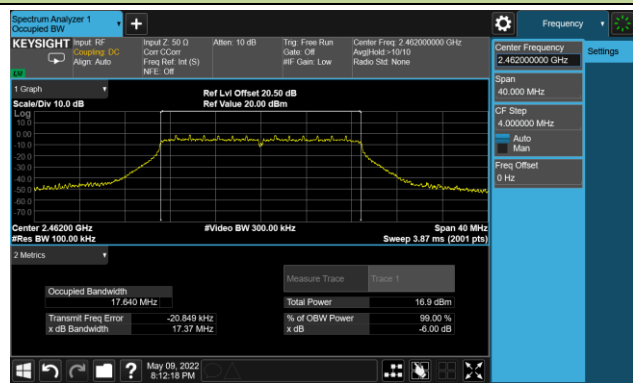 Spectrum Analyzer 1
Occupied BW
Frequency
KEYSIGHT
Input: RF
Coupling: DC
Align: Auto
Input Z: 50 Ω
Corr CCorr
Freq Ref: Int (S)
NFE: Off
Atten: 10 dB
Trig: Free Run
Gate: Off
#IF Gain: Low
Center Freq: 2.462000000 GHz
Avg|Hold:>10/10
Radio Std: None
Center Frequency
2.462000000 GHz
Settings
Span
40.000 MHz
CF Step
4.000000 MHz
Auto
Man
Freq Offset
0 Hz
1 Graph
Scale/Div 10.0 dB
Ref Lvl Offset 20.50 dB
Ref Value 20.00 dBm
Log
10.0
0.00
-10.0
-20.0
-30.0
-40.0
-50.0
-60.0
-70.0
Center 2.46200 GHz
#Res BW 100.00 kHz
#Video BW 300.00 kHz
Span 40 MHz
Sweep 3.87 ms (2001 pts)
2 Metrics
Measure Trace
Trace 1
Occupied Bandwidth
17.640 MHz
Total Power
16.9 dBm
Transmit Freq Error
-20.849 kHz
% of OBW Power
99.00 %
x dB Bandwidth
17.37 MHz
x dB
-6.00 dB
May 09, 2022
8:12:18 PM